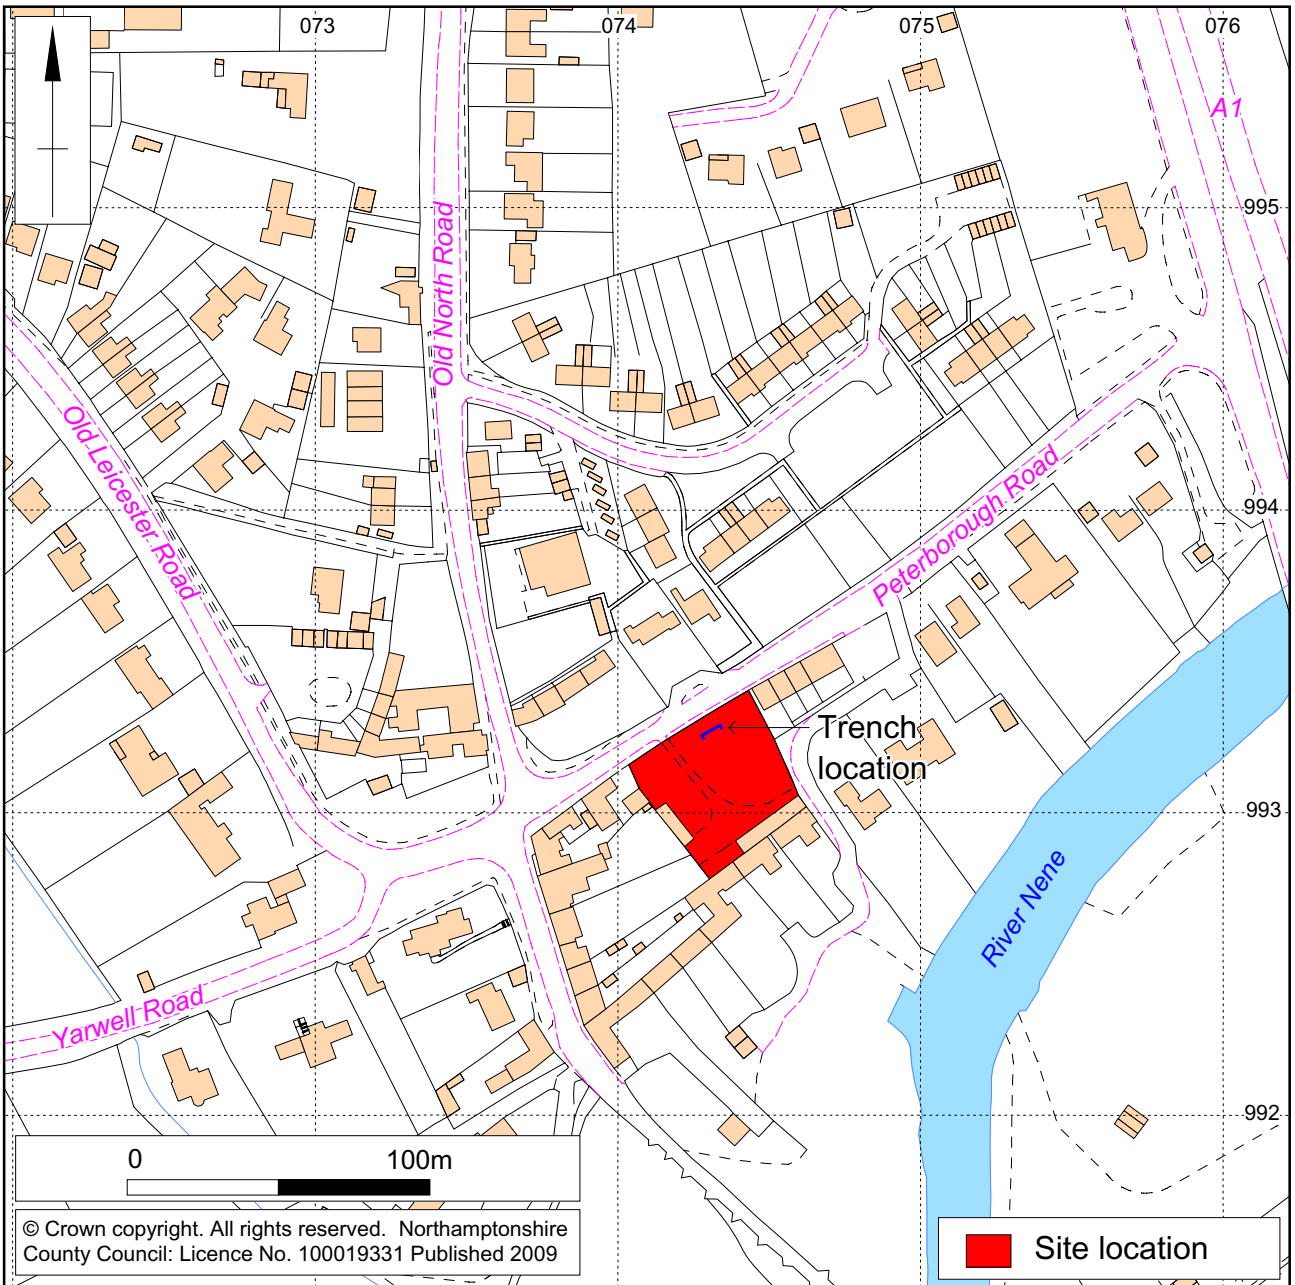 073
074
075
076
A1
995
Old North Road
Old Leicester Road
994
Peterborough Road
Trench
location
993
River Nene
Yarwell Road
992
0 100m
© Crown copyright. All rights reserved. Northamptonshire
County Council: Licence No. 100019331 Published 2009
Site location